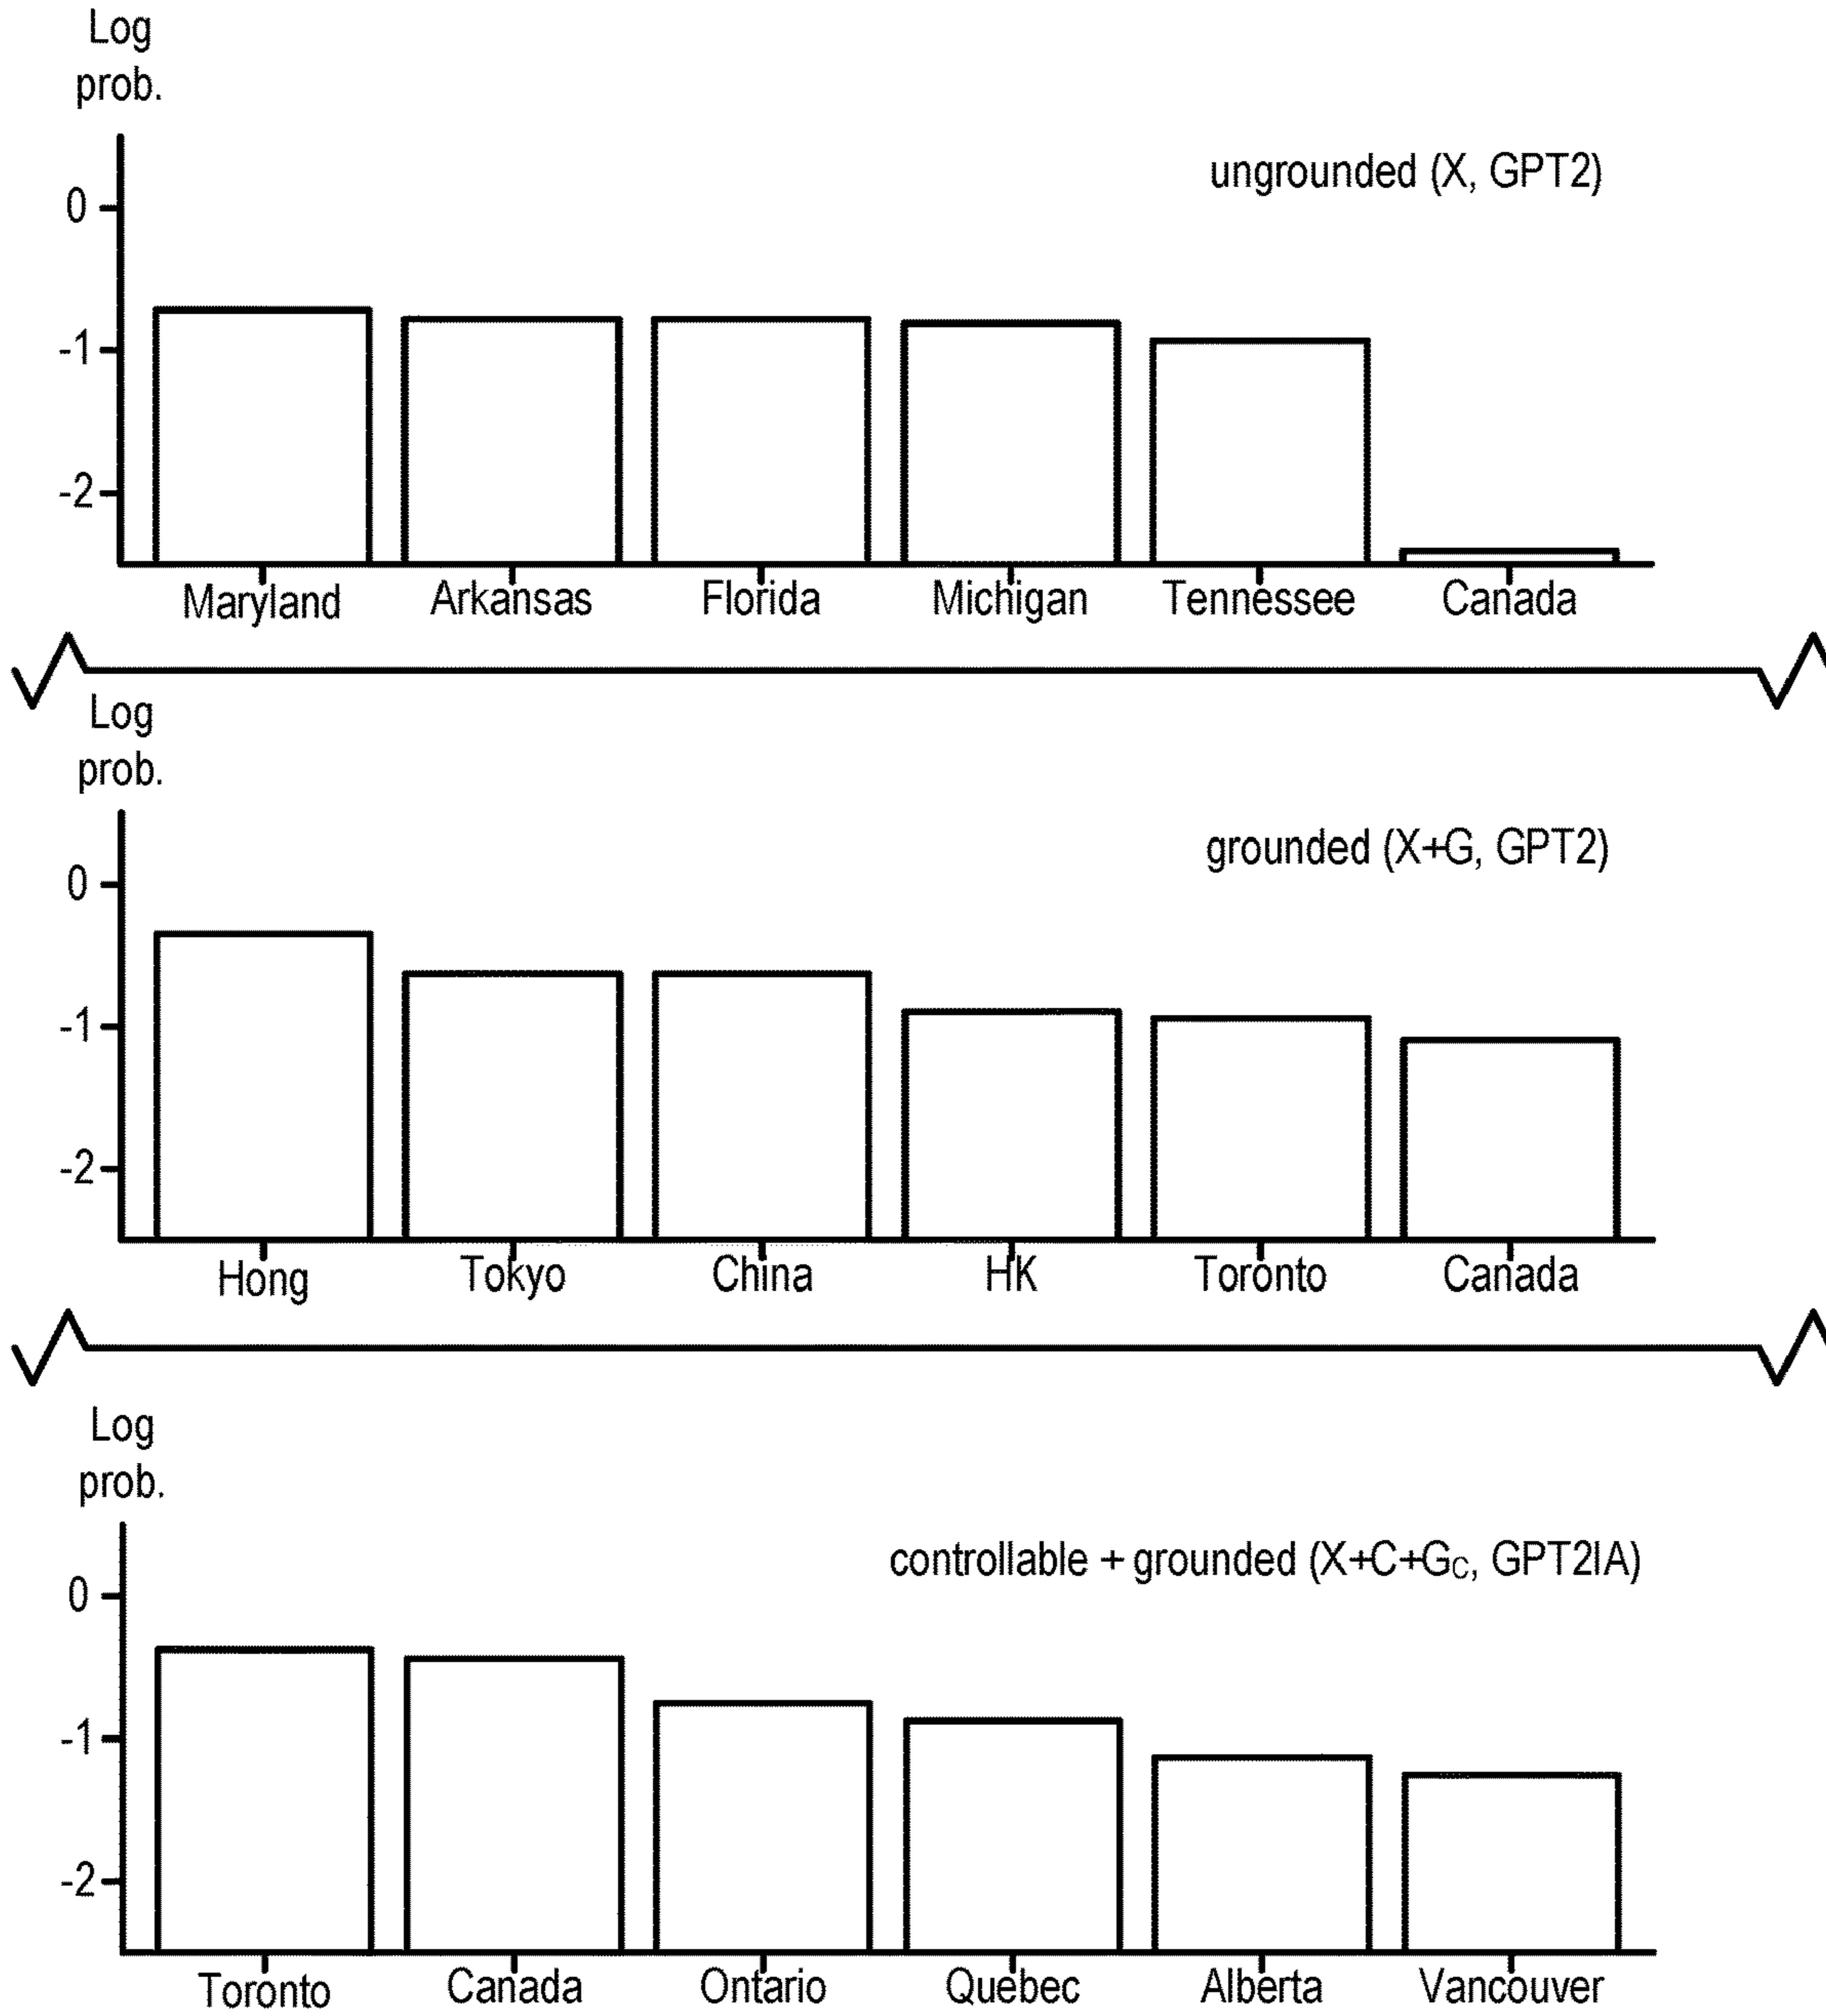 Log
prob.
ungrounded (X, GPT2)
0
-1
-2
Maryland Arkansas Florida Michigan Tennessee Canada
Log
prob.
grounded (X+G, GPT2)
0
-1
-2
Hong Tokyo China HK Toronto Canada
Log
prob.
controllable + grounded (X+C+GC, GPT2IA)
0
-1
-2
Toronto Canada Ontario Quebec Alberta Vancouver